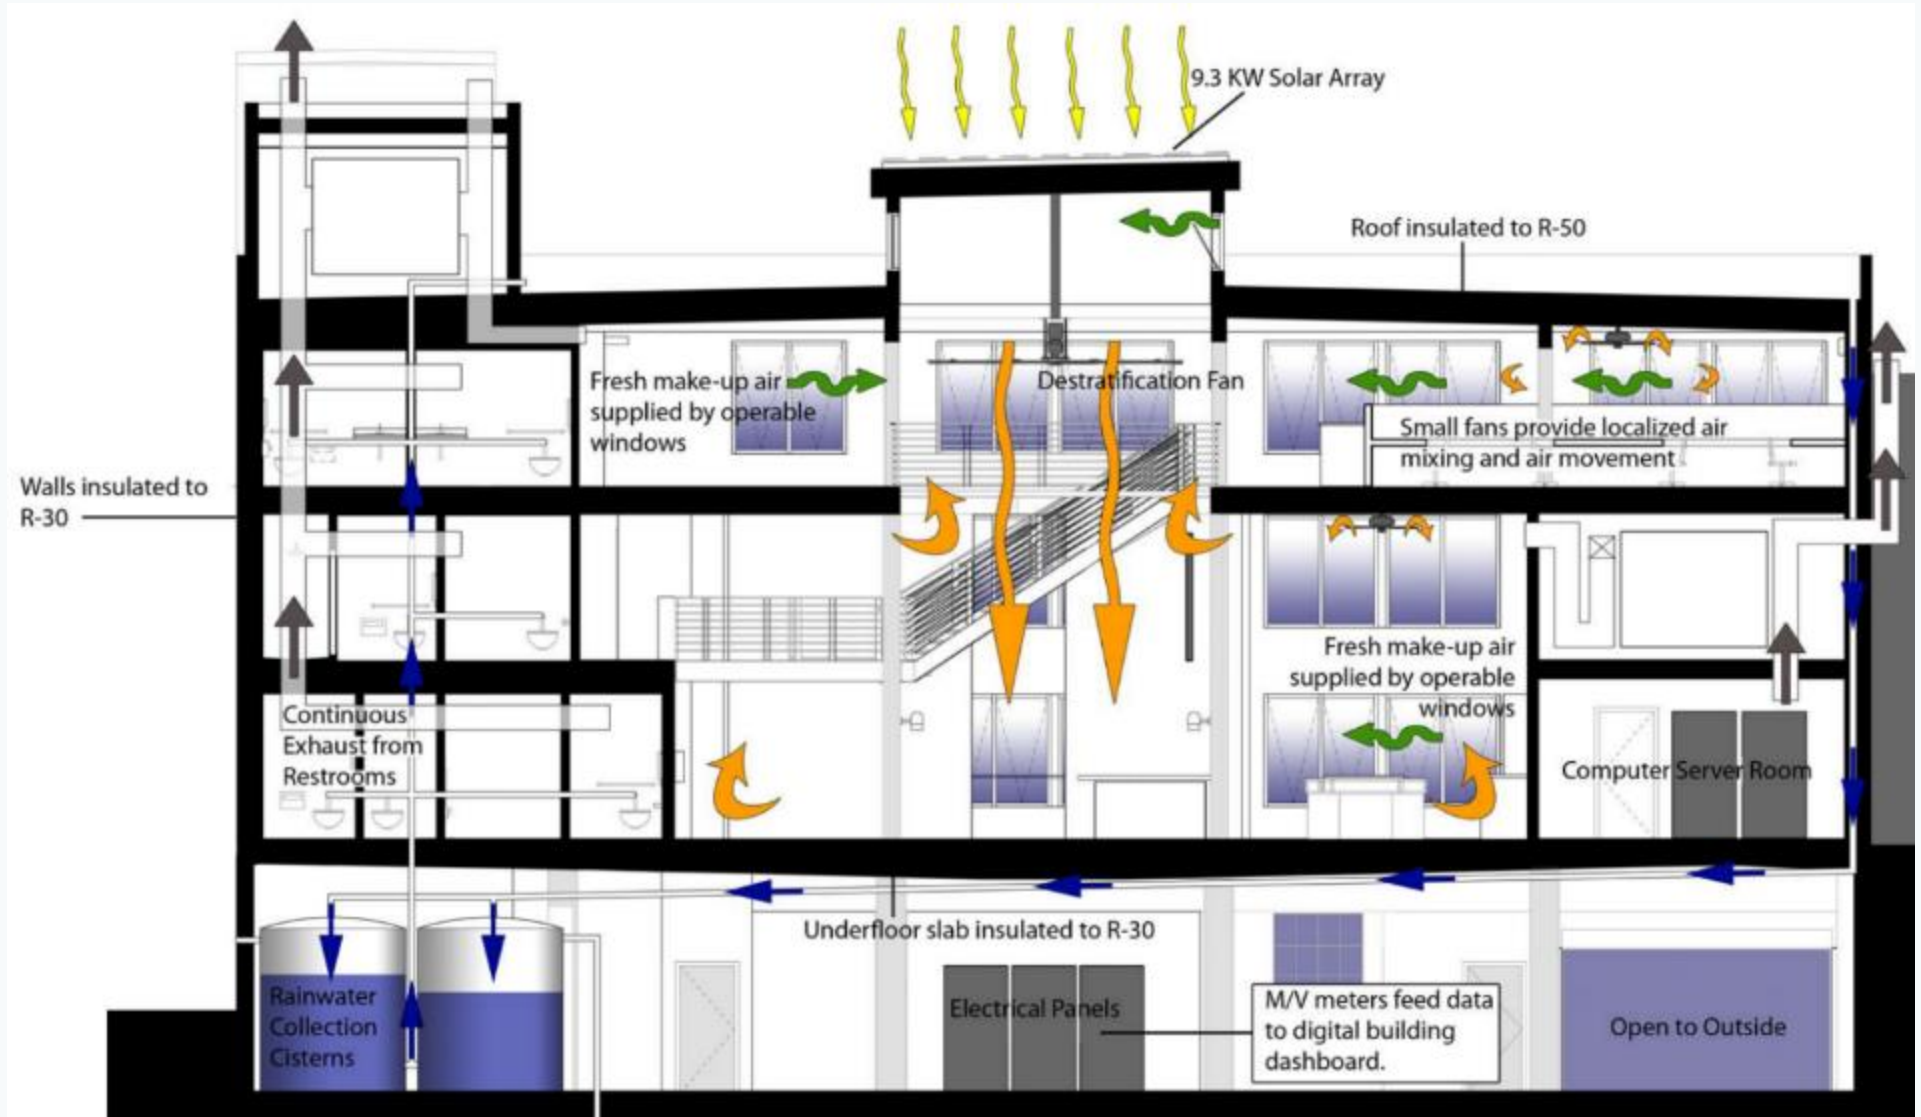 9.3 KW Solar Array
Roof insulated to R-50
Fresh make-up air
supplied by operable
windows
Destratification Fan
Small fans provide localized air
mixing and air movement
Walls insulated to
R-30
Fresh make-up air
supplied by operable
windows
Continuous
Exhaust from
Restrooms
Computer Server Room
Underfloor slab insulated to R-30
Rainwater
Collection
Cisterns
Electrical Panels
M/V meters feed data
to digital building
dashboard.
Open to Outside